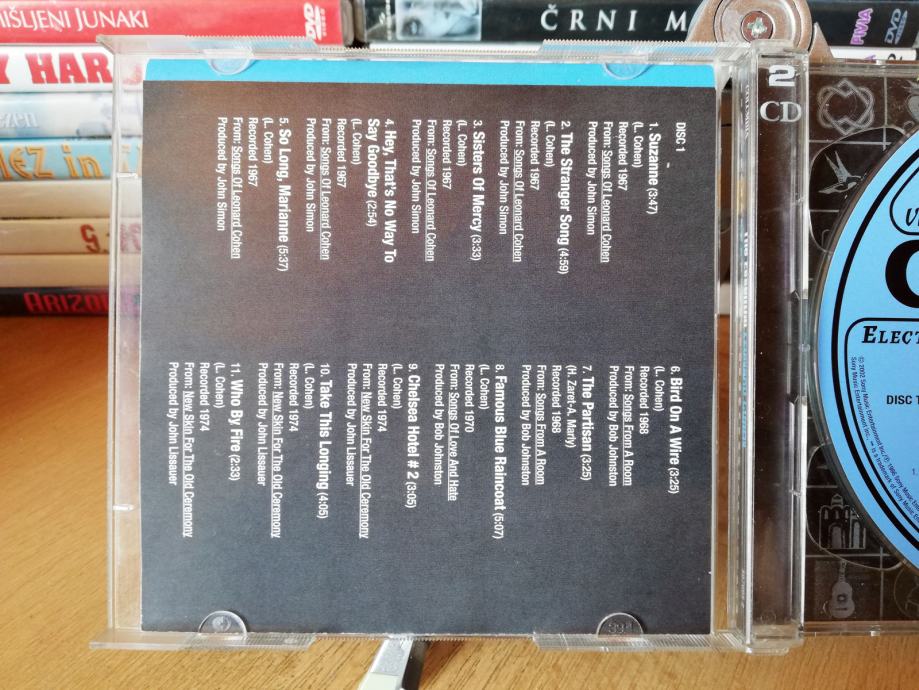 MIŠLJENI JUNAKI
DVD
ČRNI M
DVD
Y HAR
ARIZO
DISC 1
1. Suzanne (3:47)
(L. Cohen)
Recorded 1967
From: Songs Of Leonard Cohen
Produced by John Simon
2. The Stranger Song (4:59)
(L. Cohen)
Recorded 1967
From: Songs Of Leonard Cohen
Produced by John Simon
3. Sisters Of Mercy (3:33)
(L. Cohen)
Recorded 1967
From: Songs Of Leonard Cohen
Produced by John Simon
4. Hey, That's No Way To
Say Goodbye (2:54)
(L. Cohen)
Recorded 1967
From: Songs Of Leonard Cohen
Produced by John Simon
5. So Long, Marianne (5:37)
(L. Cohen)
Recorded 1967
From: Songs Of Leonard Cohen
Produced by John Simon
6. Bird On A Wire (3:25)
(L. Cohen)
Recorded 1968
From: Songs From A Room
Produced by Bob Johnston
7. The Partisan (3:25)
(H. Zaret-A. Marly)
Recorded 1968
From: Songs From A Room
Produced by Bob Johnston
8. Famous Blue Raincoat (5:07)
(L. Cohen)
Recorded 1970
From: Songs Of Love And Hate
Produced by Bob Johnston
9. Chelsea Hotel # 2 (3:05)
(L. Cohen)
Recorded 1974
From: New Skin For The Old Ceremony
Produced by John Lissauer
10. Take This Longing (4:05)
(L. Cohen)
Recorded 1974
From: New Skin For The Old Ceremony
Produced by John Lissauer
11. Who By Fire (2:33)
(L. Cohen)
Recorded 1974
From: New Skin For The Old Ceremony
Produced by John Lissauer
2
CD
ELECT
DISC T